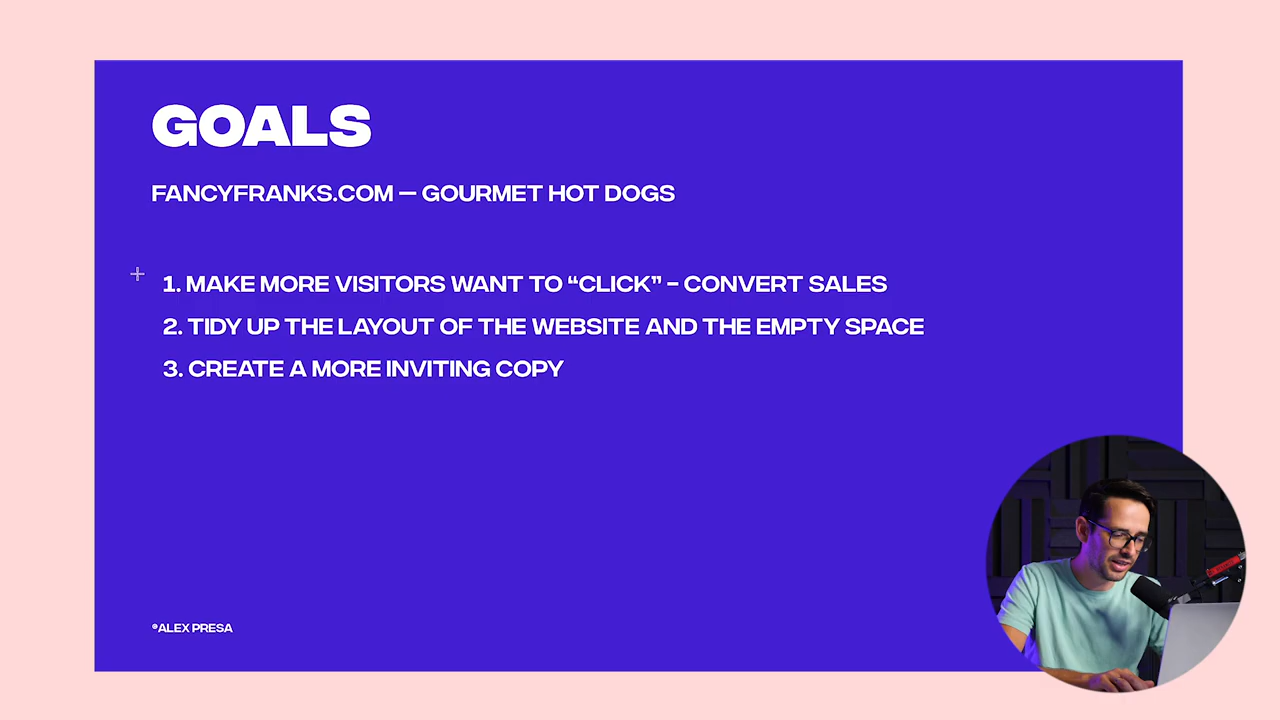 GOALS
FANCYFRANKS.COM — GOURMET HOT DOGS
1. MAKE MORE VISITORS WANT TO “CLICK” – CONVERT SALES
2. TIDY UP THE LAYOUT OF THE WEBSITE AND THE EMPTY SPACE
3. CREATE A MORE INVITING COPY
©ALEX PRESA